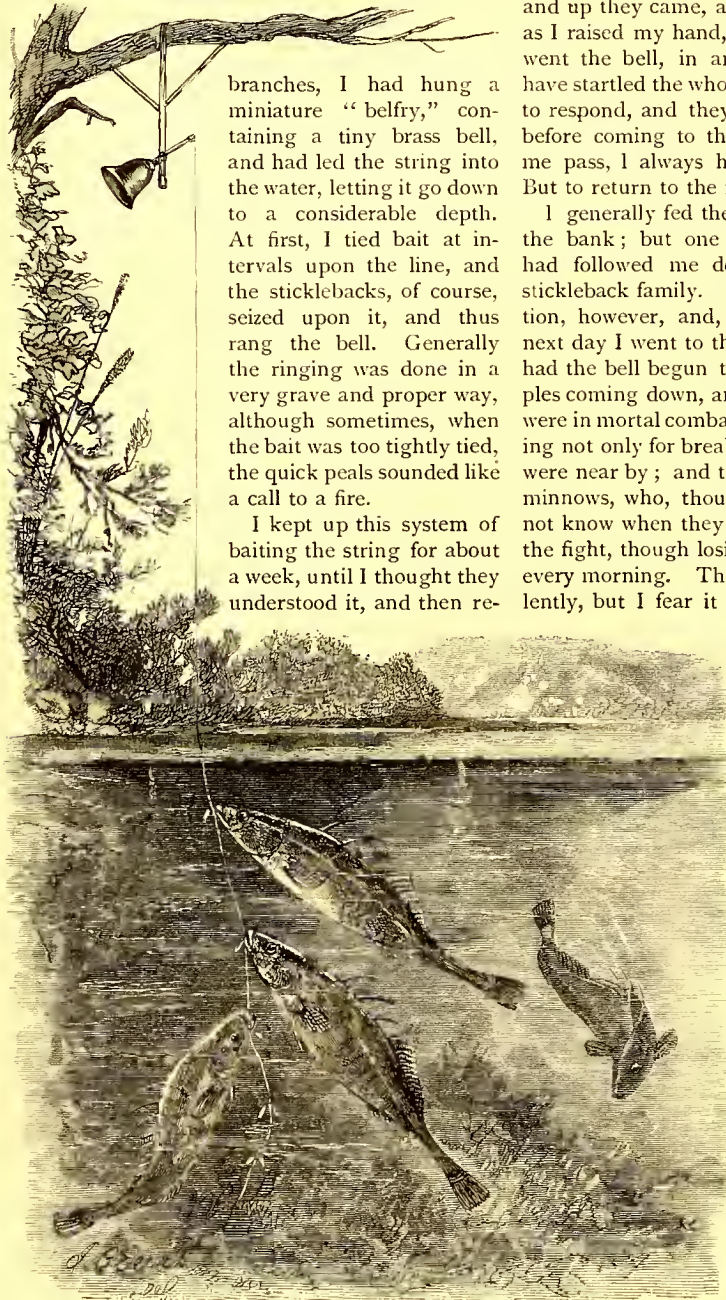 branches, I had hung a
miniature “ belfry,” con-
taining a tiny brass bell,
and had led the string into
the water, letting it go down
to a considerable depth.
At first, I tied bait at in-
tervals upon the line, and
the sticklebacks, of course,
seized upon it, and thus
rang the bell. Generally
the ringing was done in a
very grave and proper way,
although sometimes, when
the bait was too tightly tied,
the quick peals sounded like
a call to a fire.
I kept up this system of
baiting the string for about
a week, until I thought they
understood it, and then re-
and up they came, a
as I raised my hand,
went the bell, in a
have startled the who
to respond, and they
before coming to th
me pass, I always h
But to return to the
I generally fed the
the bank ; but one
had followed me d
stickleback family.
tion, however, and,
next day I went to th
had the bell begun t
ples coming down, a
were in mortal comba
ing not only for brea
were near by ; and t
minnows, who, thou
not know when they
the fight, though losi
every morning. Th
lently, but I fear it